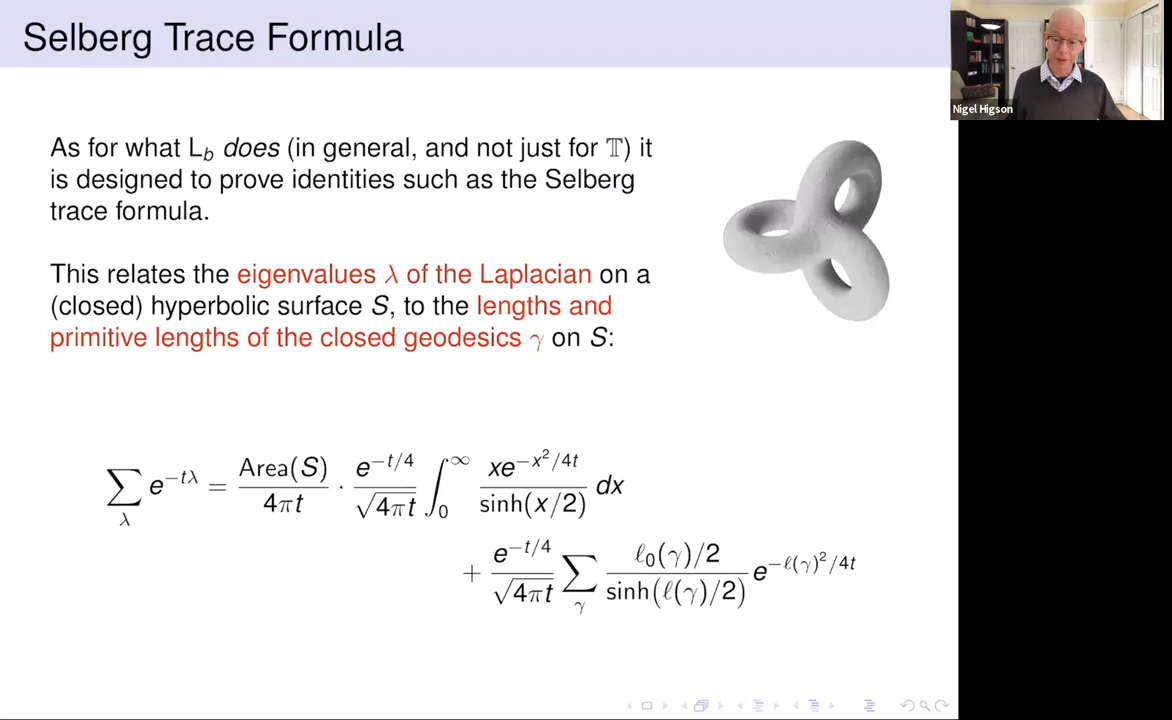 Selberg Trace Formula
Nigel Higson
As for what L_b does (in general, and not just for 𝕋) it
is designed to prove identities such as the Selberg
trace formula.
This relates the eigenvalues λ of the Laplacian on a
(closed) hyperbolic surface S, to the lengths and
primitive lengths of the closed geodesics γ on S:
∑_λ e^{−tλ} = Area(S)/4πt · e^{−t/4}/√4πt ∫_0^∞ xe^{−x²/4t}/sinh(x/2) dx
+ e^{−t/4}/√4πt ∑_γ ℓ₀(γ)/2 / sinh(ℓ(γ)/2) e^{−ℓ(γ)²/4t}